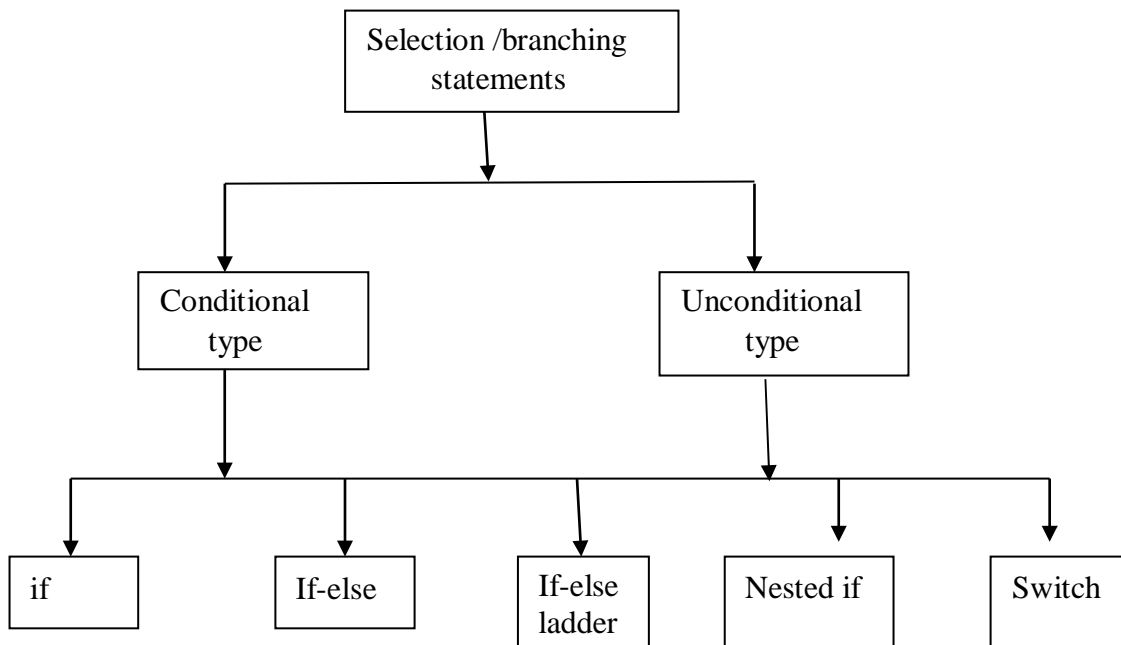 Selection /branching
statements
Conditional
type
Unconditional
type
if
If-else
If-else
ladder
Nested if
Switch